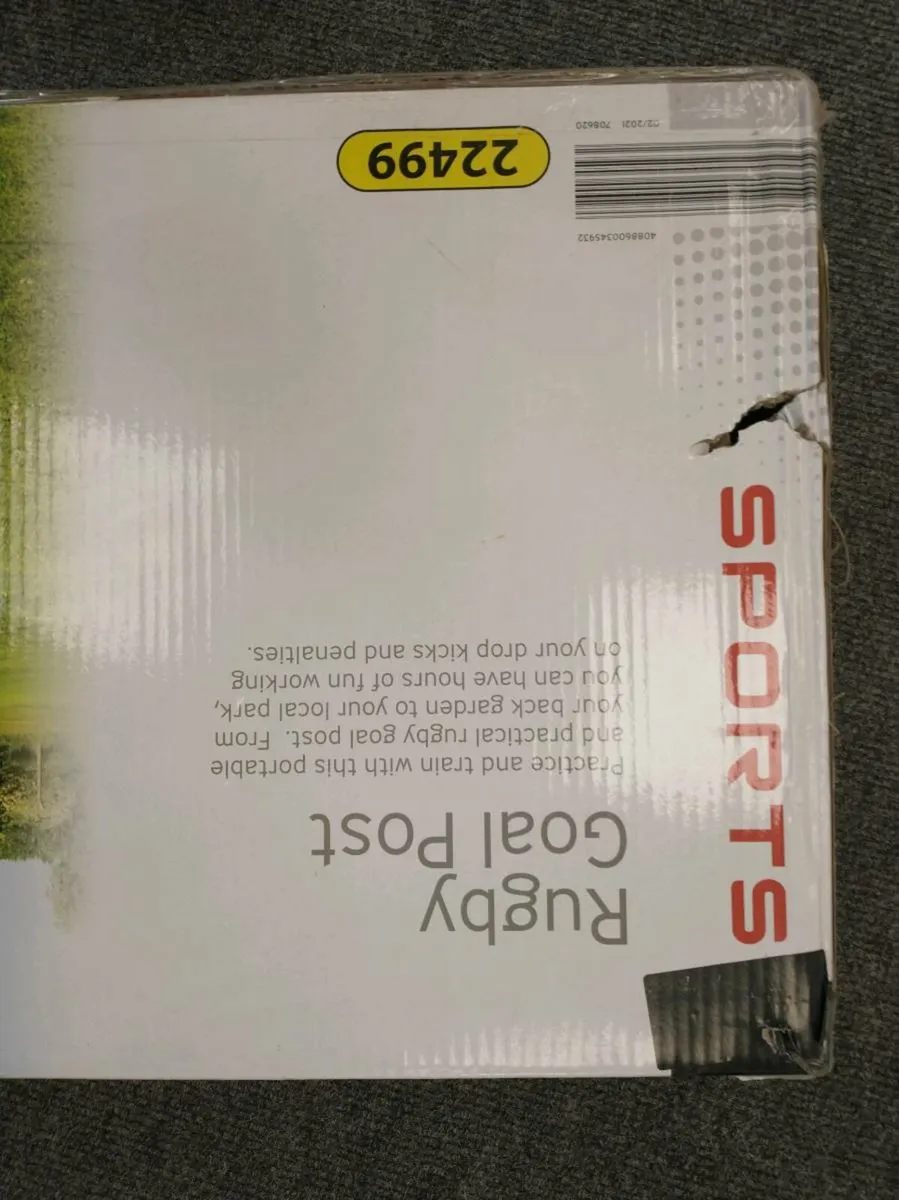 SPORTS
Rugby
Goal Post
Practice and train with this portable
and practical rugby goal post. From
your back garden to your local park,
you can have hours of fun working
on your drop kicks and penalties.
4088600345932
22499
02/2021 708620